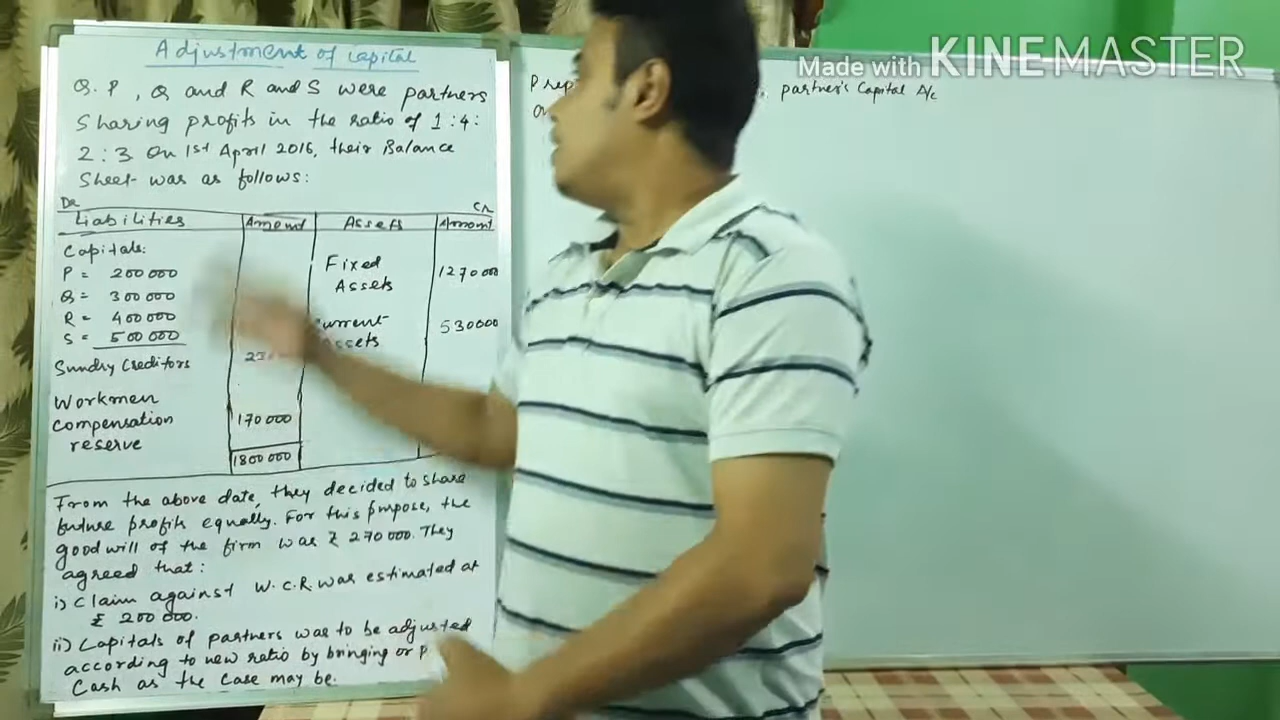 Made with KINEMASTER
Adjustment of capital
Q. P, Q and R and S were partners
Sharing profits in the ratio of 1:4:
2:3 On 1st April 2016, their Balance
Sheet was as follows:
Dr Cr
Liabilities Amount Assets Amount
Capitals:
P = 200000 Fixed Assets 1270000
Q = 300000
R = 400000 Assets 530000
S = 500000
Sundry Creditors
Workmen
compensation 170000
reserve
1800000
From the above date, they decided to share
future profits equally. For this purpose, the
goodwill of the firm was ₹ 270000. They
agreed that:
i) Claim against W.C.R. was estimated at
₹ 200000.
ii) Capitals of partners was to be adjusted
according to new ratio by bringing or
Cash as the case may be.
partner's Capital A/c